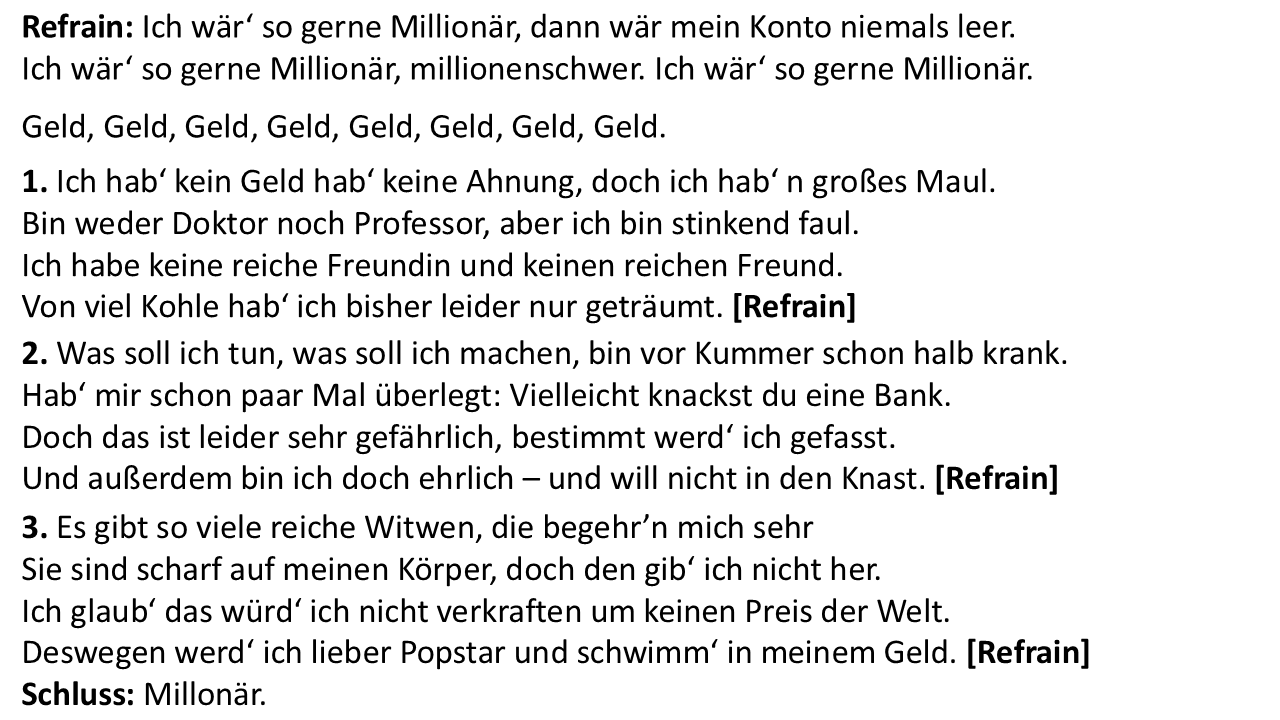 Refrain: Ich wär‘ so gerne Millionär, dann wär mein Konto niemals leer.
Ich wär‘ so gerne Millionär, millionenschwer. Ich wär‘ so gerne Millionär.
Geld, Geld, Geld, Geld, Geld, Geld, Geld, Geld.
1. Ich hab‘ kein Geld hab‘ keine Ahnung, doch ich hab‘ n großes Maul.
Bin weder Doktor noch Professor, aber ich bin stinkend faul.
Ich habe keine reiche Freundin und keinen reichen Freund.
Von viel Kohle hab‘ ich bisher leider nur geträumt. [Refrain]
2. Was soll ich tun, was soll ich machen, bin vor Kummer schon halb krank.
Hab‘ mir schon paar Mal überlegt: Vielleicht knackst du eine Bank.
Doch das ist leider sehr gefährlich, bestimmt werd‘ ich gefasst.
Und außerdem bin ich doch ehrlich – und will nicht in den Knast. [Refrain]
3. Es gibt so viele reiche Witwen, die begehr’n mich sehr
Sie sind scharf auf meinen Körper, doch den gib‘ ich nicht her.
Ich glaub‘ das würd‘ ich nicht verkraften um keinen Preis der Welt.
Deswegen werd‘ ich lieber Popstar und schwimm‘ in meinem Geld. [Refrain]
Schluss: Millonär.